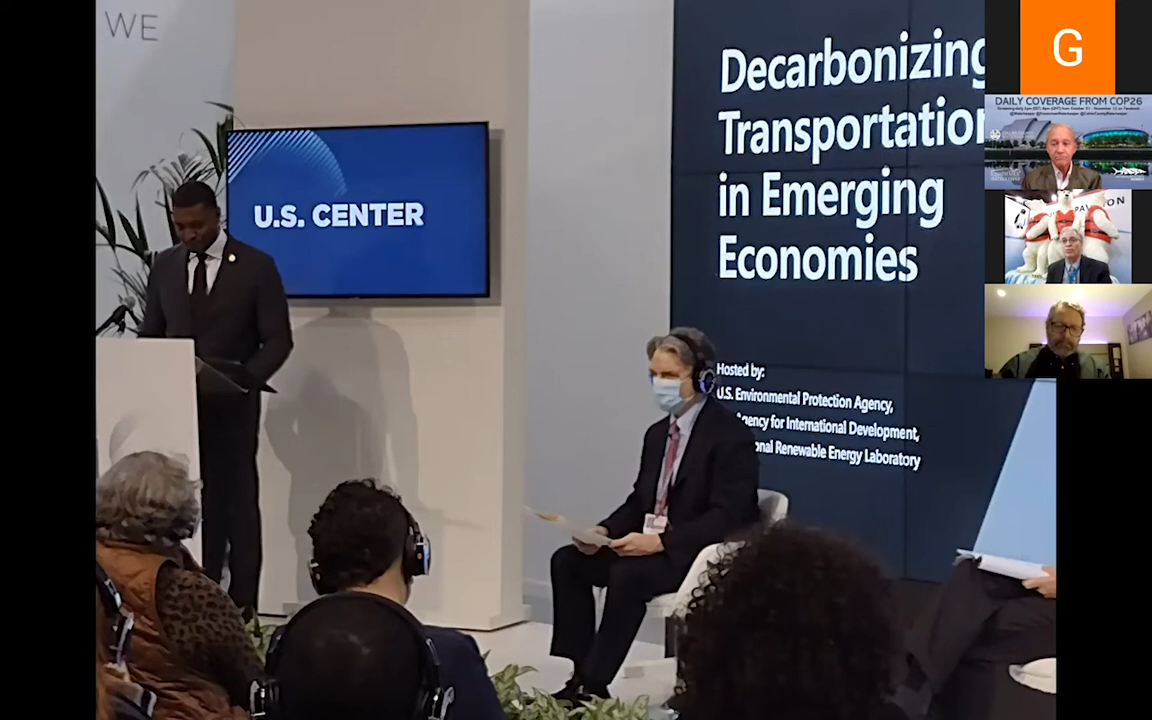 WE
U.S. CENTER
Decarbonizing
Transportation
in Emerging
Economies
Hosted by:
U.S. Environmental Protection Agency,
Agency for International Development,
Renewable Energy Laboratory
G
DAILY COVERAGE FROM COP26